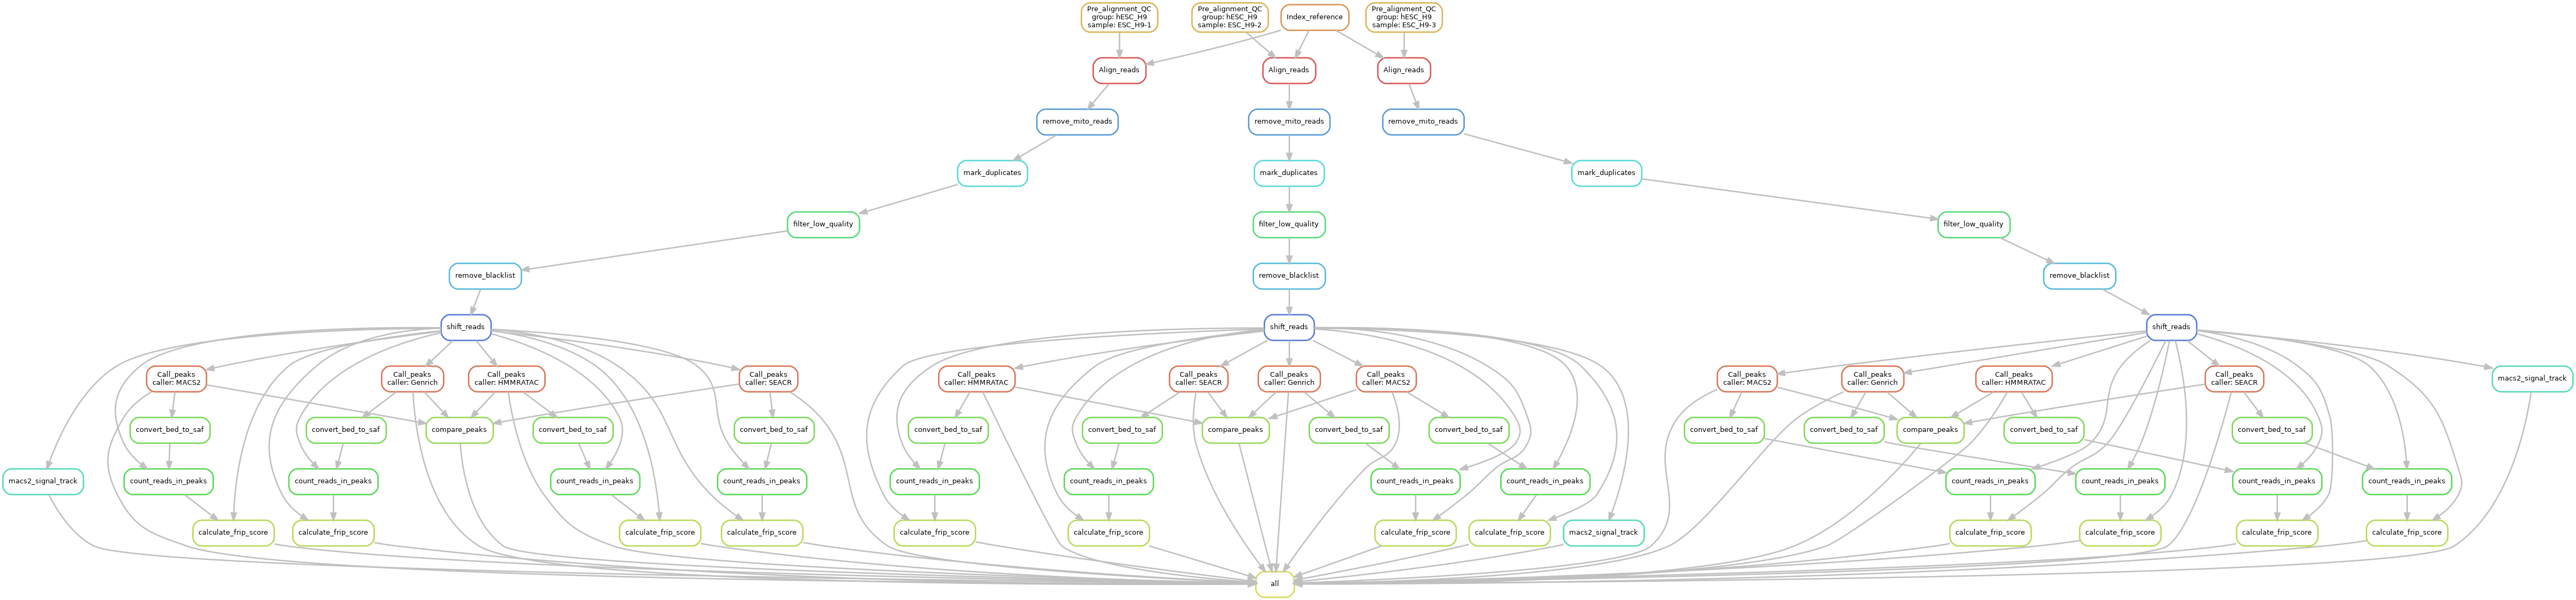 Pre_alignment_QC
group: hESC_H9
sample: ESC_H9-1
Pre_alignment_QC
group: hESC_H9
sample: ESC_H9-2
Index_reference
Pre_alignment_QC
group: hESC_H9
sample: ESC_H9-3
Align_reads
Align_reads
Align_reads
remove_mito_reads
remove_mito_reads
remove_mito_reads
mark_duplicates
mark_duplicates
mark_duplicates
filter_low_quality
filter_low_quality
filter_low_quality
remove_blacklist
remove_blacklist
remove_blacklist
shift_reads
shift_reads
shift_reads
Call_peaks
caller: MACS2
Call_peaks
caller: Genrich
Call_peaks
caller: HMMRATAC
Call_peaks
caller: SEACR
Call_peaks
caller: HMMRATAC
Call_peaks
caller: SEACR
Call_peaks
caller: Genrich
Call_peaks
caller: MACS2
Call_peaks
caller: MACS2
Call_peaks
caller: Genrich
Call_peaks
caller: HMMRATAC
Call_peaks
caller: SEACR
macs2_signal_track
convert_bed_to_saf
convert_bed_to_saf
compare_peaks
convert_bed_to_saf
convert_bed_to_saf
convert_bed_to_saf
convert_bed_to_saf
compare_peaks
convert_bed_to_saf
convert_bed_to_saf
convert_bed_to_saf
convert_bed_to_saf
compare_peaks
convert_bed_to_saf
convert_bed_to_saf
macs2_signal_track
count_reads_in_peaks
count_reads_in_peaks
count_reads_in_peaks
count_reads_in_peaks
count_reads_in_peaks
count_reads_in_peaks
count_reads_in_peaks
count_reads_in_peaks
count_reads_in_peaks
count_reads_in_peaks
count_reads_in_peaks
count_reads_in_peaks
calculate_frip_score
calculate_frip_score
calculate_frip_score
calculate_frip_score
calculate_frip_score
calculate_frip_score
calculate_frip_score
calculate_frip_score
macs2_signal_track
calculate_frip_score
calculate_frip_score
calculate_frip_score
calculate_frip_score
all